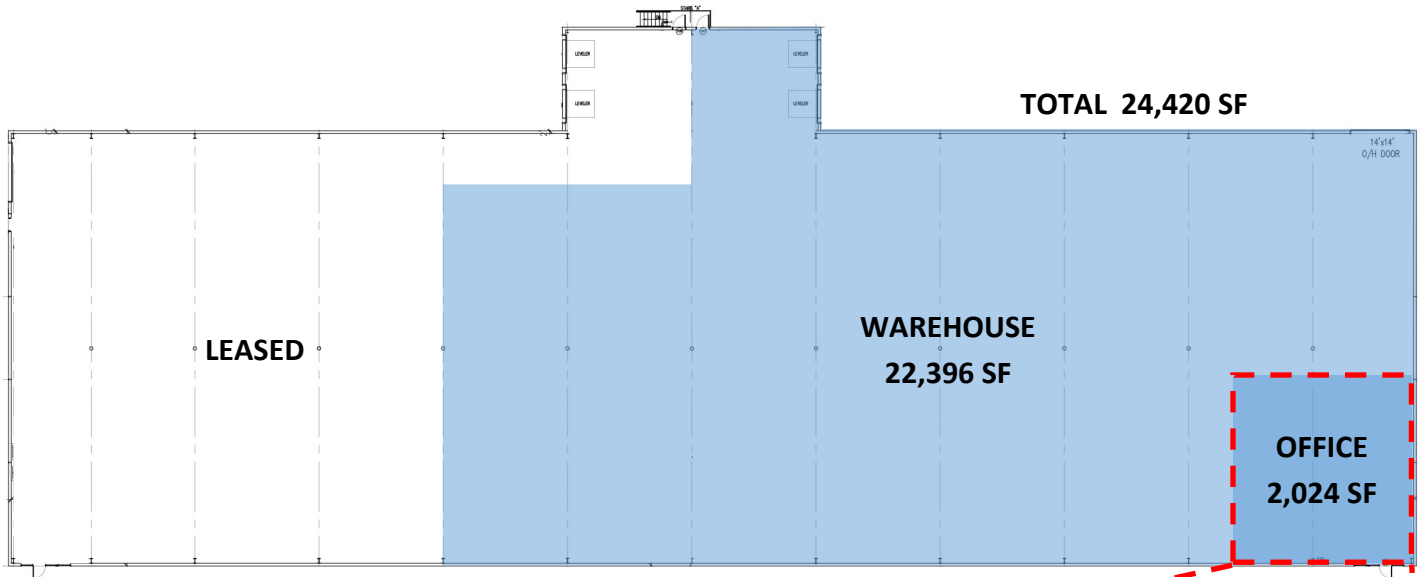 STAIRS "A"
LEVELER
LEVELER
LEVELER
LEVELER
TOTAL 24,420 SF
14'x14'
O/H DOOR
LEASED
WAREHOUSE
22,396 SF
OFFICE
2,024 SF